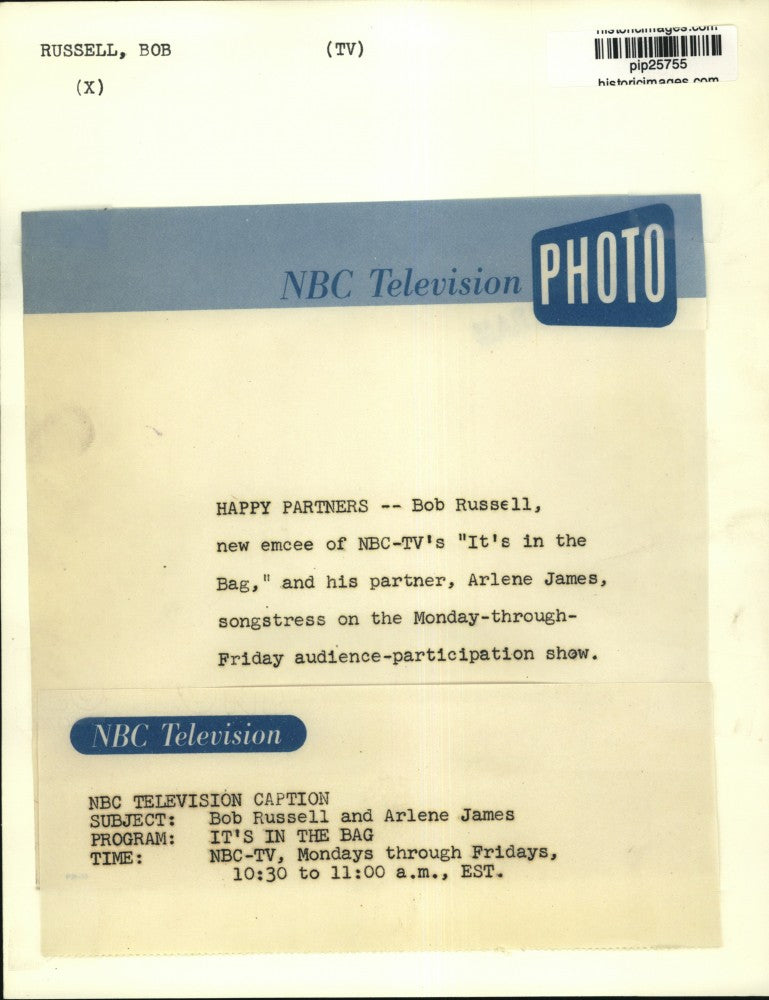 RUSSELL, BOB (TV)
(X)
historicimages.com
pip25755
historicimages.com
NBC Television PHOTO
HAPPY PARTNERS -- Bob Russell,
new emcee of NBC-TV's "It's in the
Bag," and his partner, Arlene James,
songstress on the Monday-through-
Friday audience-participation show.
NBC Television
NBC TELEVISION CAPTION
SUBJECT: Bob Russell and Arlene James
PROGRAM: IT'S IN THE BAG
TIME: NBC-TV, Mondays through Fridays,
10:30 to 11:00 a.m., EST.